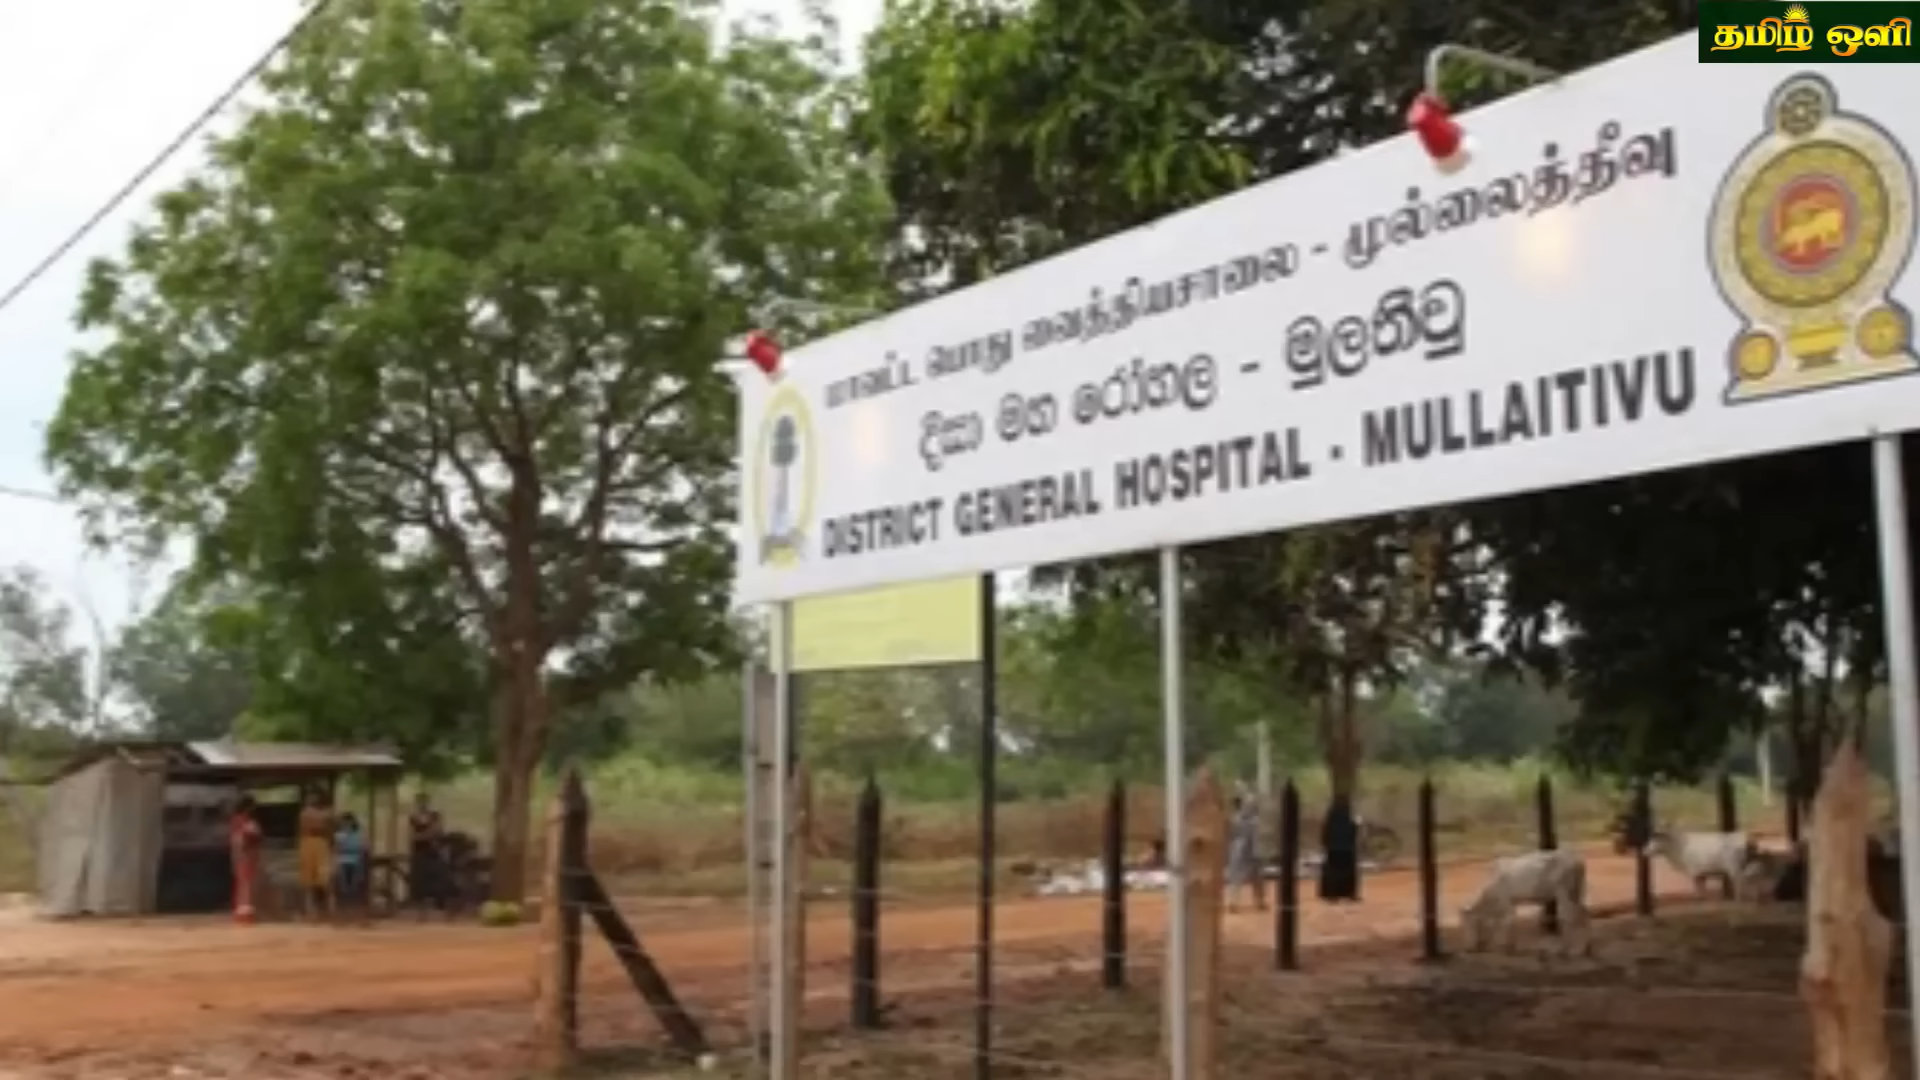 தமிழ் ஒளி
மாவட்ட பொது வைத்தியசாலை - முல்லைத்தீவு
දිසා මහ රෝහල - මුලතිව්
DISTRICT GENERAL HOSPITAL - MULLAITIVU